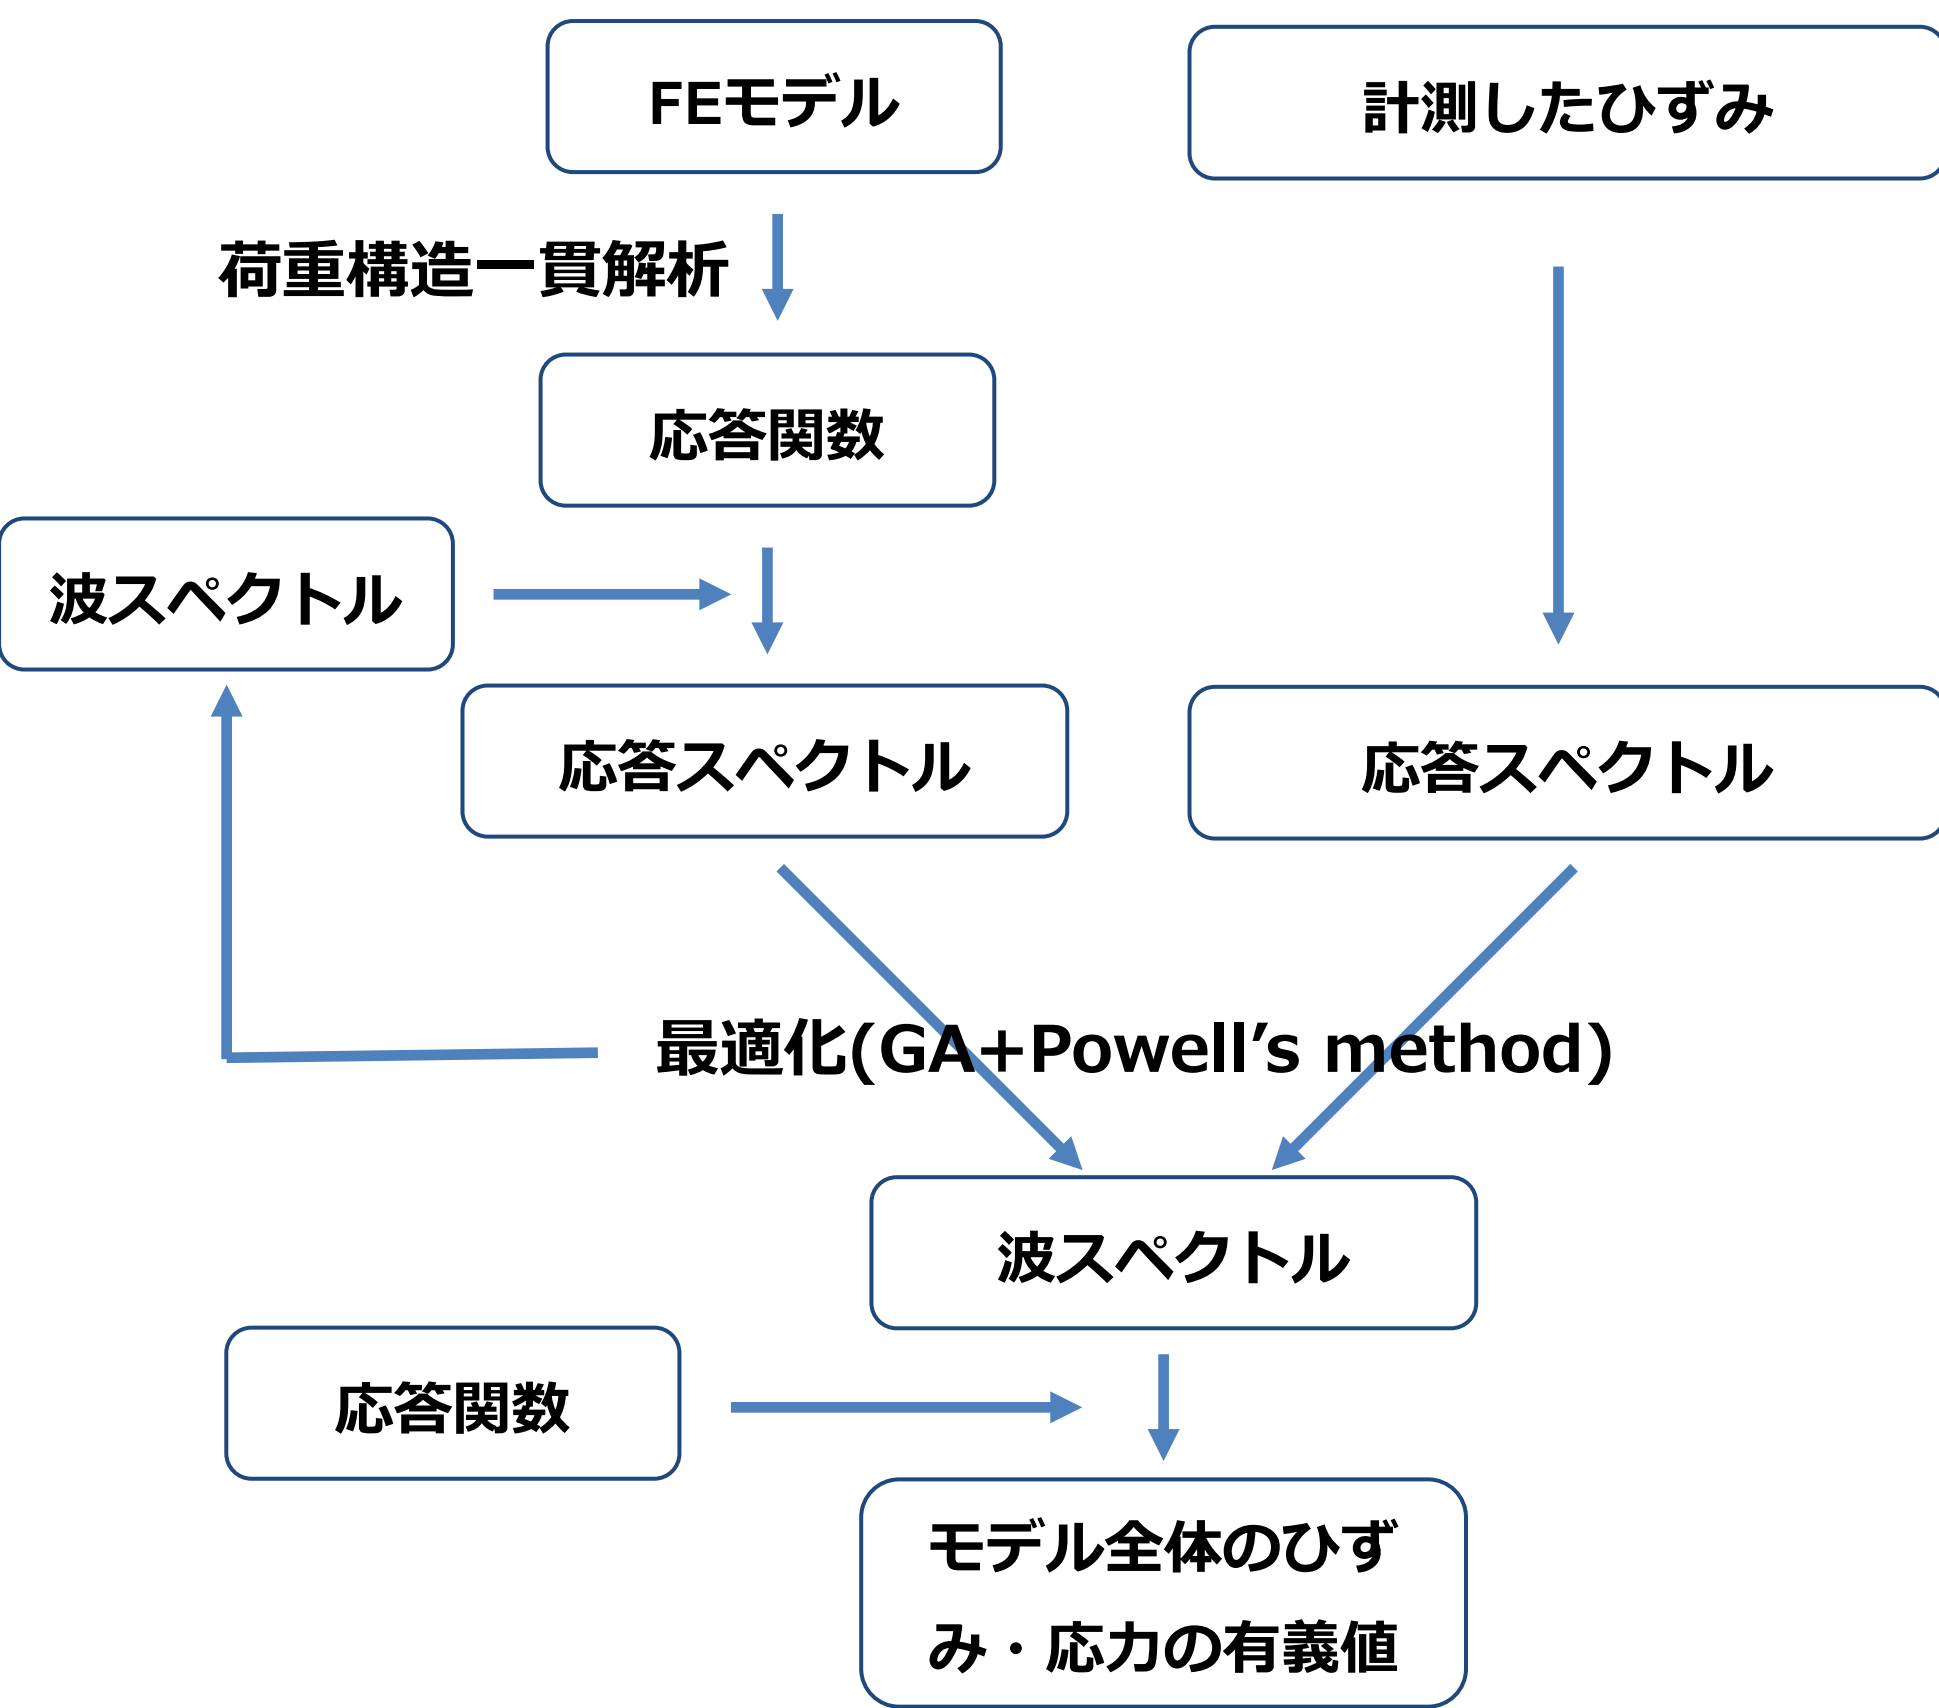 FEモデル
計測したひずみ
荷重構造一貫解析
応答関数
波スペクトル
応答スペクトル
応答スペクトル
最適化(GA+Powell’s method)
波スペクトル
応答関数
モデル全体のひず
み・応力の有義値